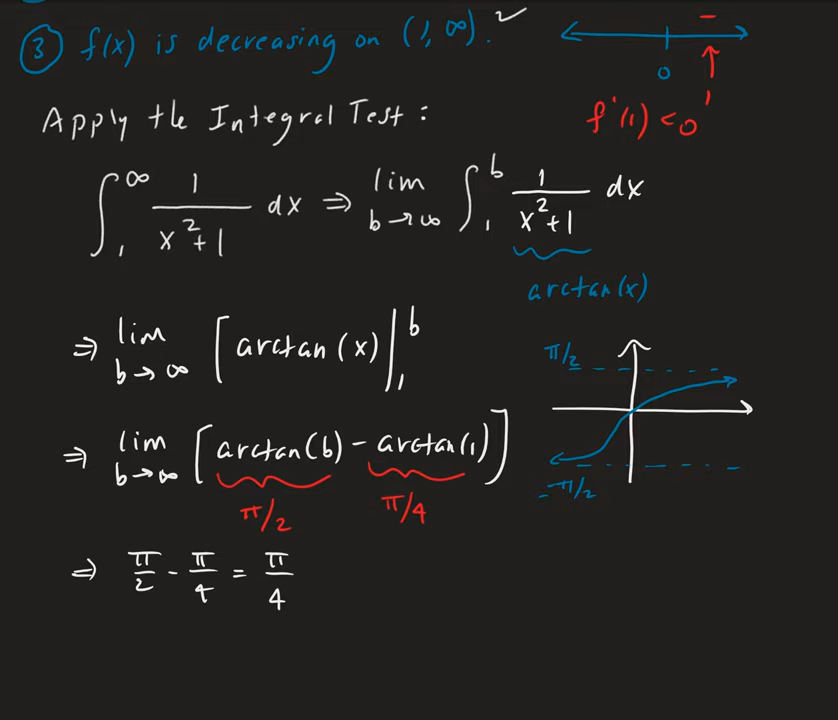 ③ f(x) is decreasing on (1, ∞). ✓
−
0
f'(1) < 0
Apply the Integral Test:
∫₁^∞ 1/(x²+1) dx ⇒ lim b→∞ ∫₁^b 1/(x²+1) dx
arctan(x)
⇒ lim b→∞ [arctan(x)|₁^b
π/2
⇒ lim b→∞ [arctan(b) − arctan(1)]
π/2 π/4
-π/2
⇒ π/2 − π/4 = π/4